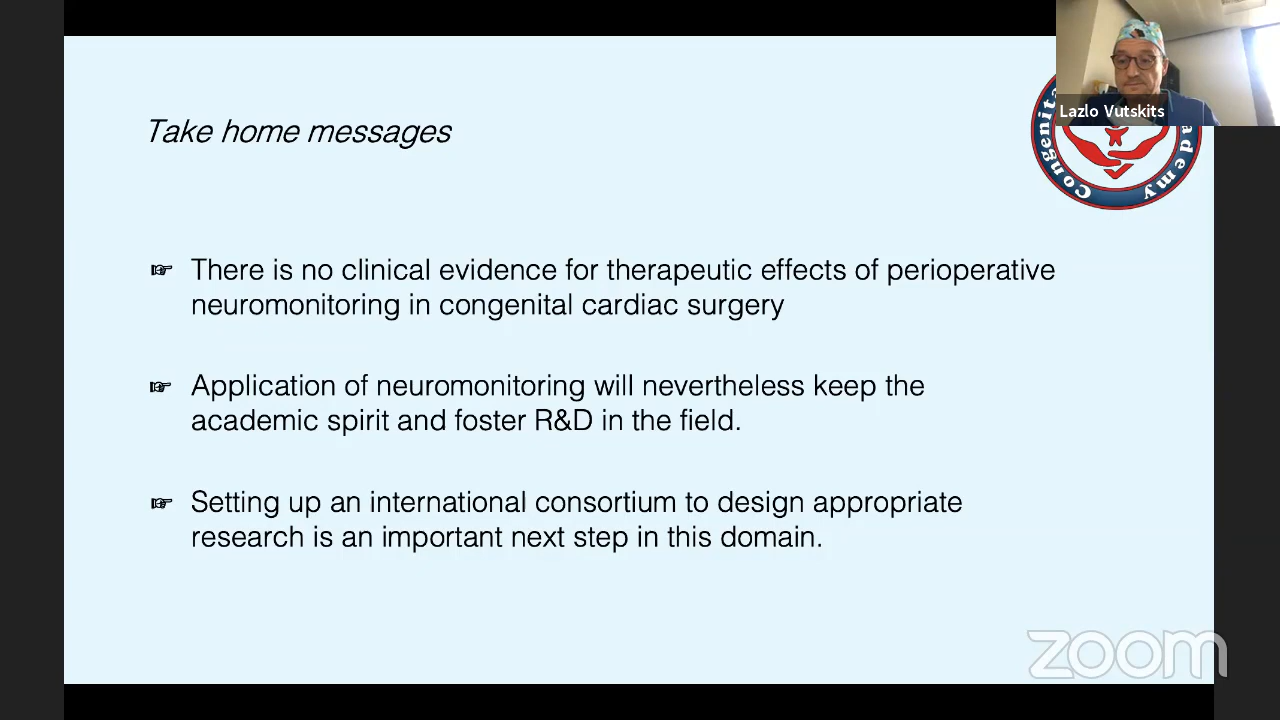 Lazlo Vutskits
Take home messages
Congenita
ademy
There is no clinical evidence for therapeutic effects of perioperative
neuromonitoring in congenital cardiac surgery
Application of neuromonitoring will nevertheless keep the
academic spirit and foster R&D in the field.
Setting up an international consortium to design appropriate
research is an important next step in this domain.
zoom